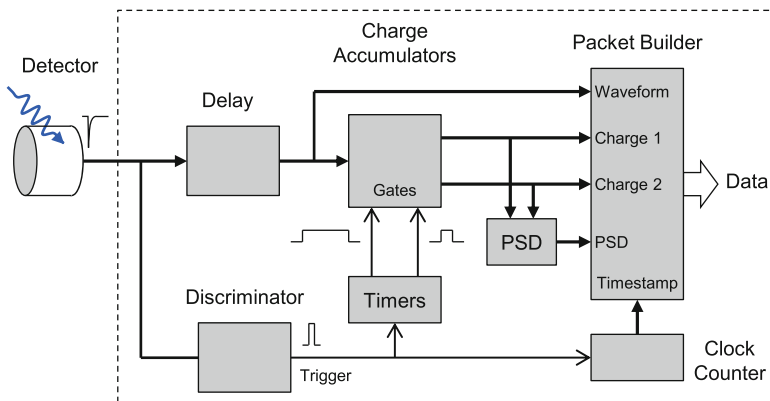 Charge
Accumulators
Packet Builder
Detector
Delay
Waveform
Charge 1
Gates
Charge 2
Data
PSD
PSD
Timestamp
Timers
Discriminator
Trigger
Clock
Counter